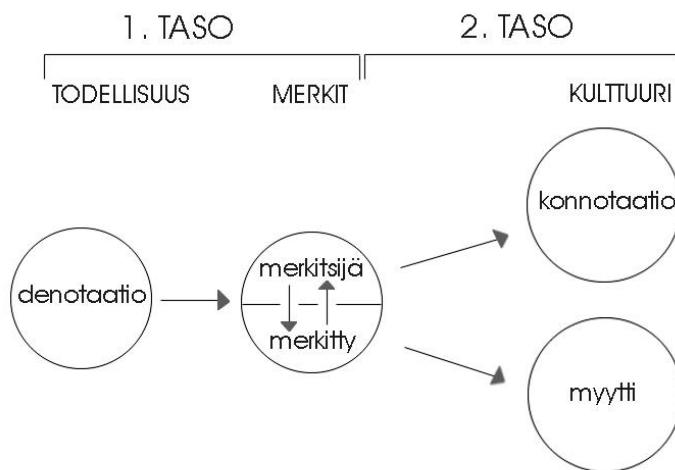 1. TASO 2. TASO
TODELLISUUS MERKIT KULTTUURI
konnotaatio
merkitsijä
denotaatio
merkitty
myytti